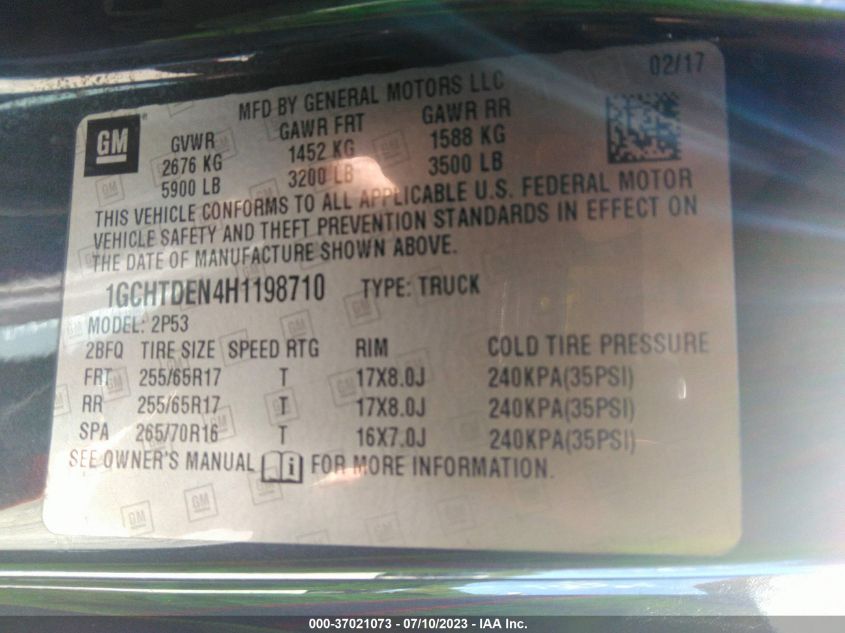 02/17
MFD BY GENERAL MOTORS LLC
GM
GVWR GAWR FRT GAWR RR
2676 KG 1452 KG 1588 KG
5900 LB 3200 LB 3500 LB
THIS VEHICLE CONFORMS TO ALL APPLICABLE U.S. FEDERAL MOTOR
VEHICLE SAFETY AND THEFT PREVENTION STANDARDS IN EFFECT ON
THE DATE OF MANUFACTURE SHOWN ABOVE.
1GCHTDEN4H1198710 TYPE: TRUCK
MODEL: 2P53
2BFQ TIRE SIZE SPEED RTG RIM COLD TIRE PRESSURE
FRT 255/65R17 T 17X8.0J 240KPA(35PSI)
RR 255/65R17 T 17X8.0J 240KPA(35PSI)
SPA 265/70R16 T 16X7.0J 240KPA(35PSI)
SEE OWNER'S MANUAL FOR MORE INFORMATION.
000-37021073 - 07/10/2023 - IAA Inc.